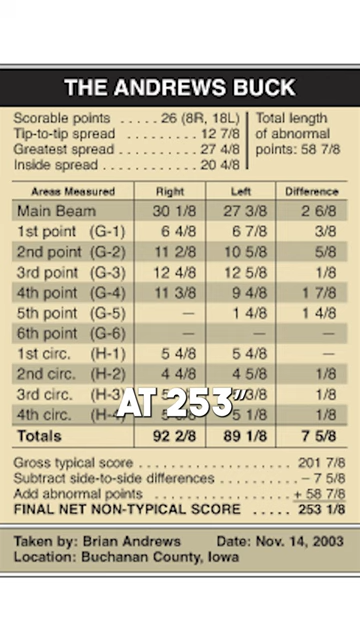 THE ANDREWS BUCK
Scorable points ..... 26 (8R, 18L)
Tip-to-tip spread ......... 12 7/8
Greatest spread .......... 27 4/8
Inside spread ............ 20 4/8
Total length
of abnormal
points: 58 7/8
Areas Measured Right Left Difference
Main Beam 30 1/8 27 3/8 2 6/8
1st point (G-1) 6 4/8 6 7/8 3/8
2nd point (G-2) 11 2/8 10 5/8 5/8
3rd point (G-3) 12 4/8 12 5/8 1/8
4th point (G-4) 11 3/8 9 4/8 1 7/8
5th point (G-5) — 1 4/8 1 4/8
6th point (G-6) — — —
1st circ. (H-1) 5 4/8 5 4/8 —
2nd circ. (H-2) 4 4/8 4 5/8 1/8
3rd circ. (H-3) 3/8 1/8
AT 253"
4th circ. (H-4) 5 1/8 1/8
Totals 92 2/8 89 1/8 7 5/8
Gross typical score ..................... 201 7/8
Subtract side-to-side differences ....... – 7 5/8
Add abnormal points ................... + 58 7/8
FINAL NET NON-TYPICAL SCORE ..... 253 1/8
Taken by: Brian Andrews Date: Nov. 14, 2003
Location: Buchanan County, Iowa